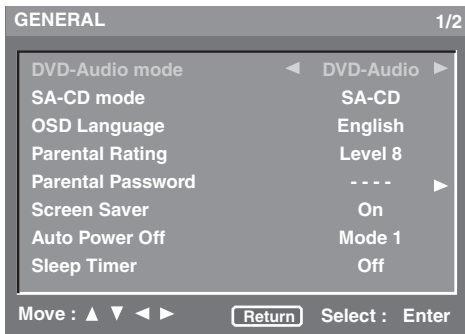 GENERAL 1/2
DVD-Audio mode ◀ DVD-Audio ▶
SA-CD mode SA-CD
OSD Language English
Parental Rating Level 8
Parental Password - - - - ▶
Screen Saver On
Auto Power Off Mode 1
Sleep Timer Off
Move : ▲ ▼ ◀ ▶ Return Select : Enter